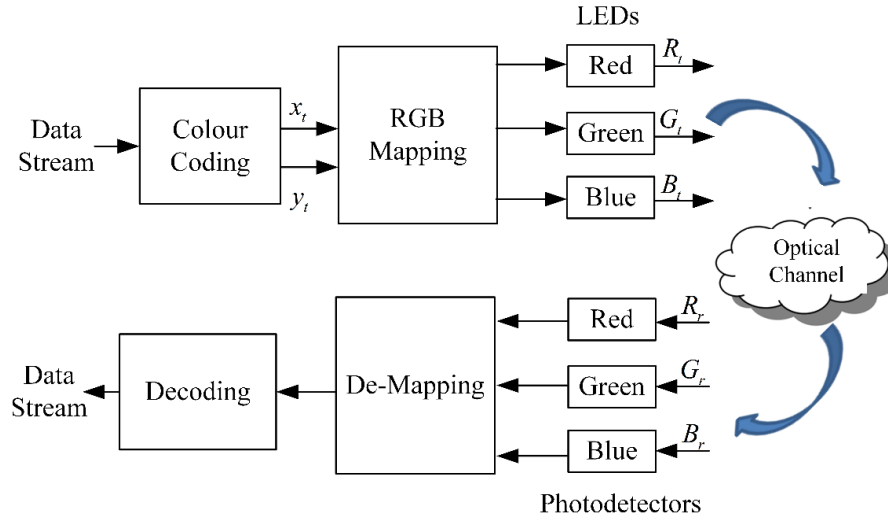 LEDs
Data
Stream
Colour
Coding
x_t
y_t
RGB
Mapping
Red
R_t
Green
G_t
Blue
B_t
Optical
Channel
Data
Stream
Decoding
De-Mapping
Red
R_r
Green
G_r
Blue
B_r
Photodetectors